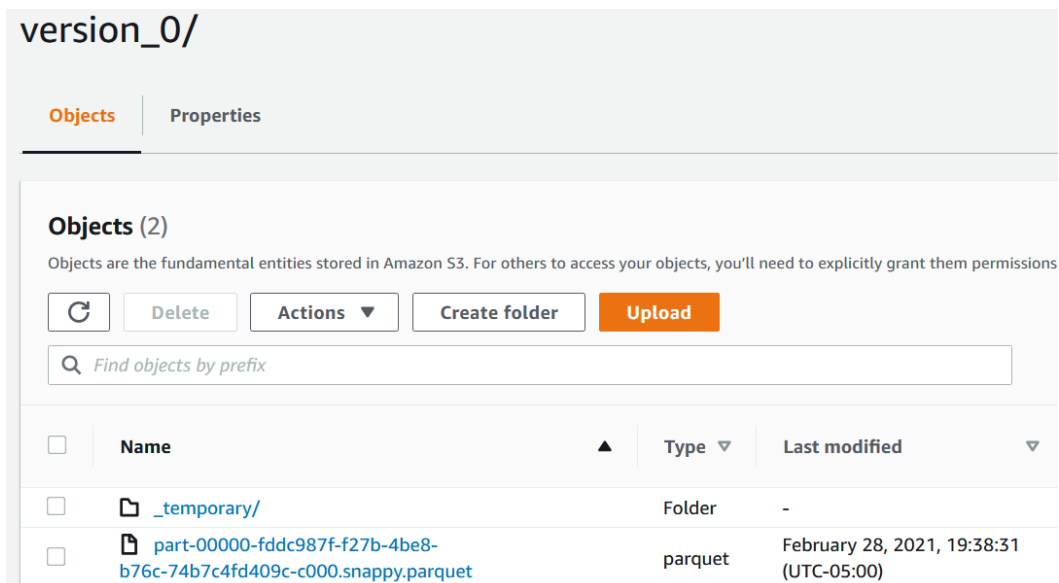 version_0/
Objects Properties
Objects (2)
Objects are the fundamental entities stored in Amazon S3. For others to access your objects, you'll need to explicitly grant them permissions
Delete Actions Create folder Upload
Find objects by prefix
Name Type Last modified
_temporary/ Folder -
part-00000-fddc987f-f27b-4be8-
b76c-74b7c4fd409c-c000.snappy.parquet parquet February 28, 2021, 19:38:31
(UTC-05:00)